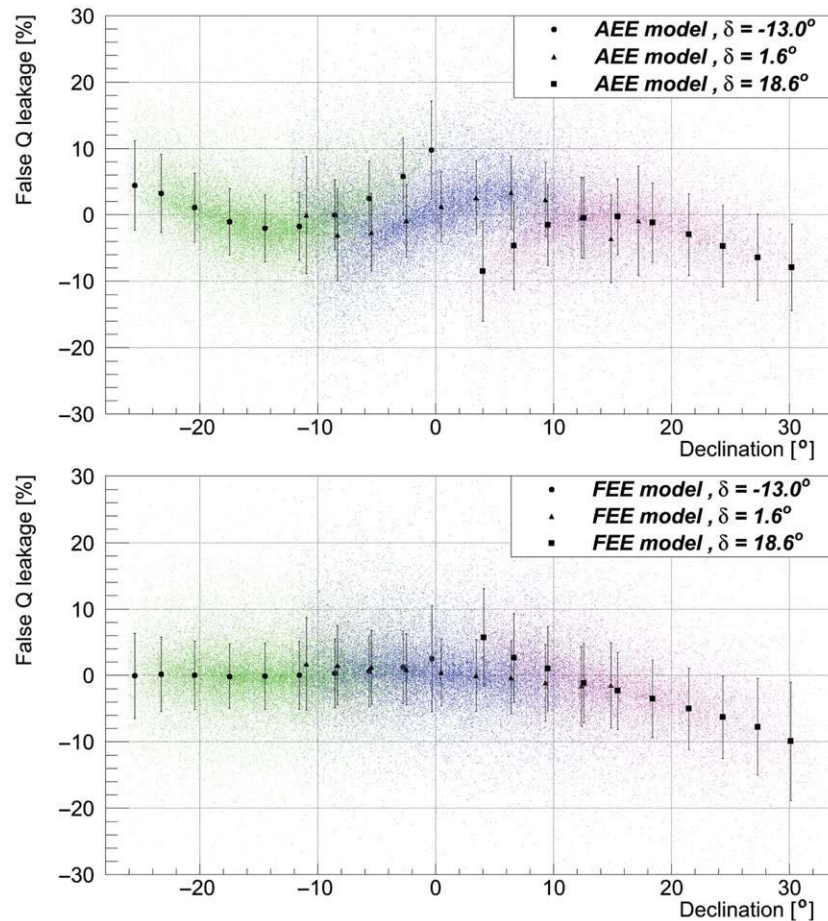 False Q leakage [%]
30
20
10
0
−10
−20
−30
AEE model , δ = -13.0°
AEE model , δ = 1.6°
AEE model , δ = 18.6°
−20 −10 0 10 20 30
Declination [°]
False Q leakage [%]
30
20
10
0
−10
−20
−30
FEE model , δ = -13.0°
FEE model , δ = 1.6°
FEE model , δ = 18.6°
−20 −10 0 10 20 30
Declination [°]